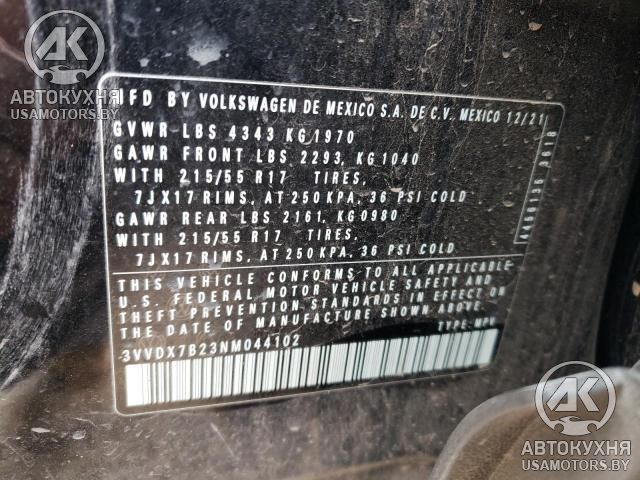 АК
АВТОКУХНЯ
USAMOTORS.BY
MFD BY VOLKSWAGEN DE MEXICO S.A. DE C.V. MEXICO 12/21
GVWR LBS 4343 KG 1970
GAWR FRONT LBS 2293, KG 1040
WITH 215/55 R17 TIRES,
7JX17 RIMS, AT 250 KPA, 36 PSI COLD
GAWR REAR LBS 2161, KG0980
WITH 215/55 R17 TIRES,
7JX17 RIMS, AT 250 KPA, 36 PSI COLD
THIS VEHICLE CONFORMS TO ALL APPLICABLE
U.S. FEDERAL MOTOR VEHICLE SAFETY AND
THEFT PREVENTION STANDARDS IN EFFECT ON
THE DATE OF MANUFACTURE SHOWN ABOVE.
3VVDX7B23NM044102
TYPE: MPV
АК
АВТОКУХНЯ
USAMOTORS.BY